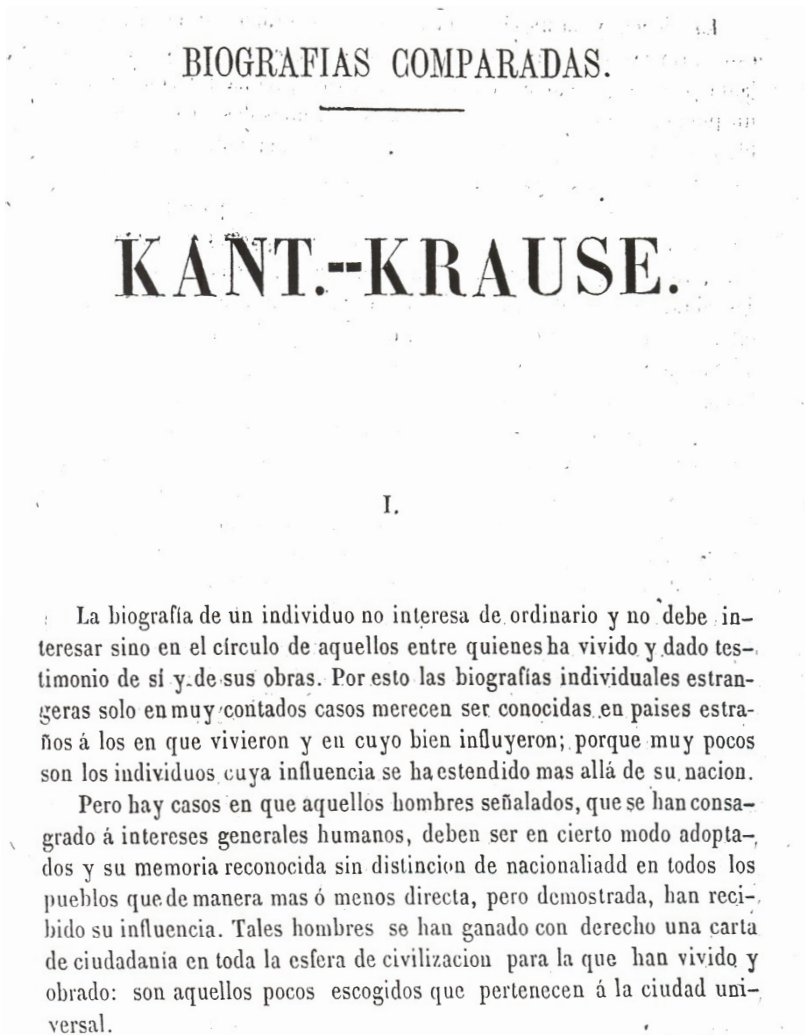 BIOGRAFIAS COMPARADAS.
KANT.--KRAUSE.
I.
La biografía de un individuo no interesa de ordinario y no debe in-
teresar sino en el círculo de aquellos entre quienes ha vivido y dado tes-
timonio de sí y de sus obras. Por esto las biografías individuales estran-
geras solo en muy contados casos merecen ser conocidas en paises estra-
ños á los en que vivieron y en cuyo bien influyeron; porque muy pocos
son los individuos cuya influencia se ha estendido mas allá de su nacion.
Pero hay casos en que aquellos hombres señalados, que se han consa-
grado á intereses generales humanos, deben ser en cierto modo adopta-
dos y su memoria reconocida sin distincion de nacionaliadd en todos los
pueblos que de manera mas ó menos directa, pero demostrada, han reci-
bido su influencia. Tales hombres se han ganado con derecho una carta
de ciudadanía en toda la esfera de civilizacion para la que han vivido y
obrado: son aquellos pocos escogidos que pertenecen á la ciudad uni-
versal.